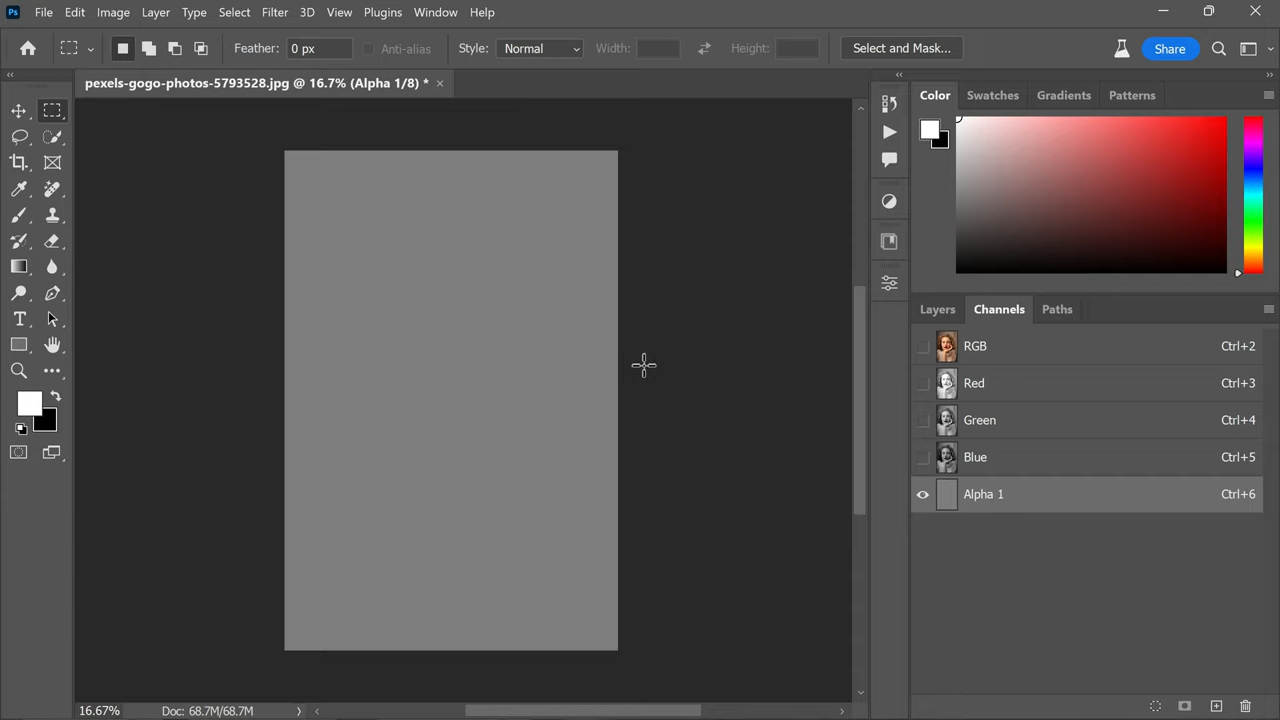 Ps File Edit Image Layer Type Select Filter 3D View Plugins Window Help
Feather: 0 px Anti-alias Style: Normal Width: Height: Select and Mask... Share
pexels-gogo-photos-5793528.jpg @ 16.7% (Alpha 1/8) *
Color Swatches Gradients Patterns
Layers Channels Paths
RGB Ctrl+2
Red Ctrl+3
Green Ctrl+4
Blue Ctrl+5
Alpha 1 Ctrl+6
16.67% Doc: 68.7M/68.7M